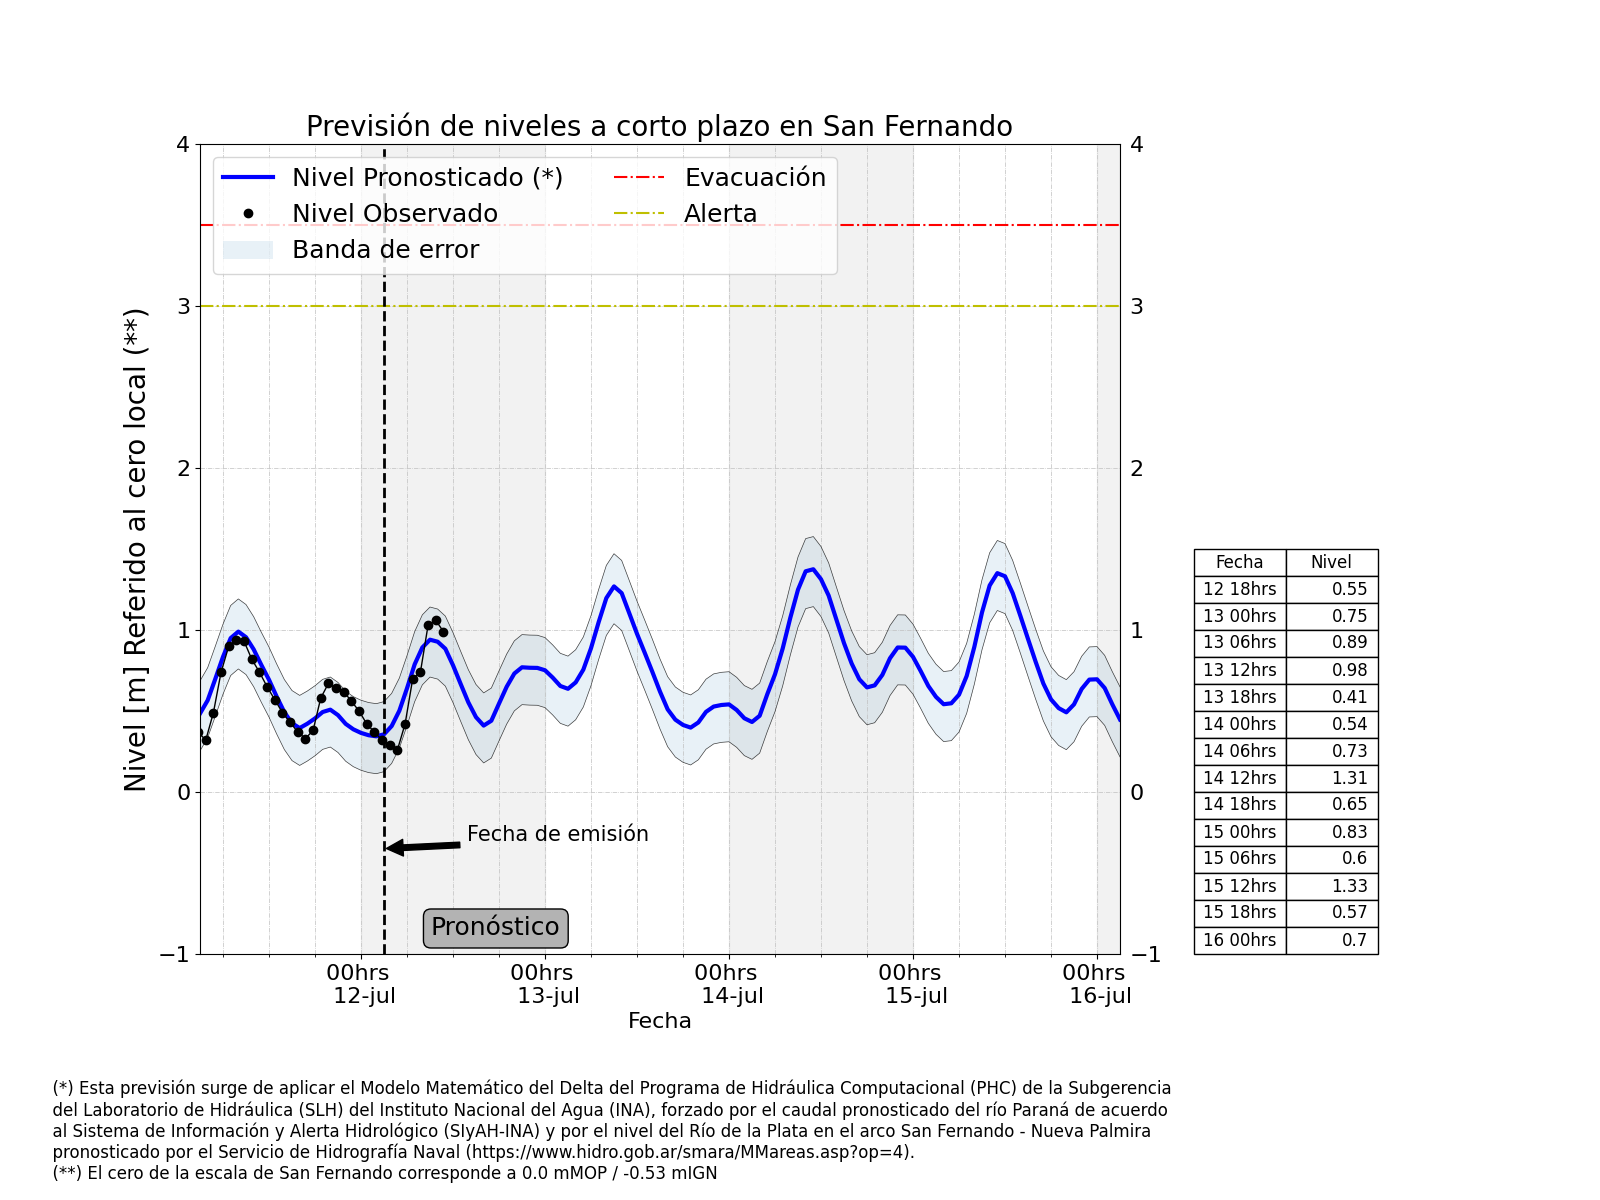 Previsión de niveles a corto plazo en San Fernando
Nivel Pronosticado (*)
Nivel Observado
Banda de error
Evacuación
Alerta
4
3
2
1
0
−1
4
3
2
1
0
−1
Nivel [m] Referido al cero local (**)
Fecha de emisión
Pronóstico
00hrs 00hrs 00hrs 00hrs 00hrs
12-jul 13-jul 14-jul 15-jul 16-jul
Fecha
Fecha Nivel
12 18hrs 0.55
13 00hrs 0.75
13 06hrs 0.89
13 12hrs 0.98
13 18hrs 0.41
14 00hrs 0.54
14 06hrs 0.73
14 12hrs 1.31
14 18hrs 0.65
15 00hrs 0.83
15 06hrs 0.6
15 12hrs 1.33
15 18hrs 0.57
16 00hrs 0.7
(*) Esta previsión surge de aplicar el Modelo Matemático del Delta del Programa de Hidráulica Computacional (PHC) de la Subgerencia
del Laboratorio de Hidráulica (SLH) del Instituto Nacional del Agua (INA), forzado por el caudal pronosticado del río Paraná de acuerdo
al Sistema de Información y Alerta Hidrológico (SIyAH-INA) y por el nivel del Río de la Plata en el arco San Fernando - Nueva Palmira
pronosticado por el Servicio de Hidrografía Naval (https://www.hidro.gob.ar/smara/MMareas.asp?op=4).
(**) El cero de la escala de San Fernando corresponde a 0.0 mMOP / -0.53 mIGN